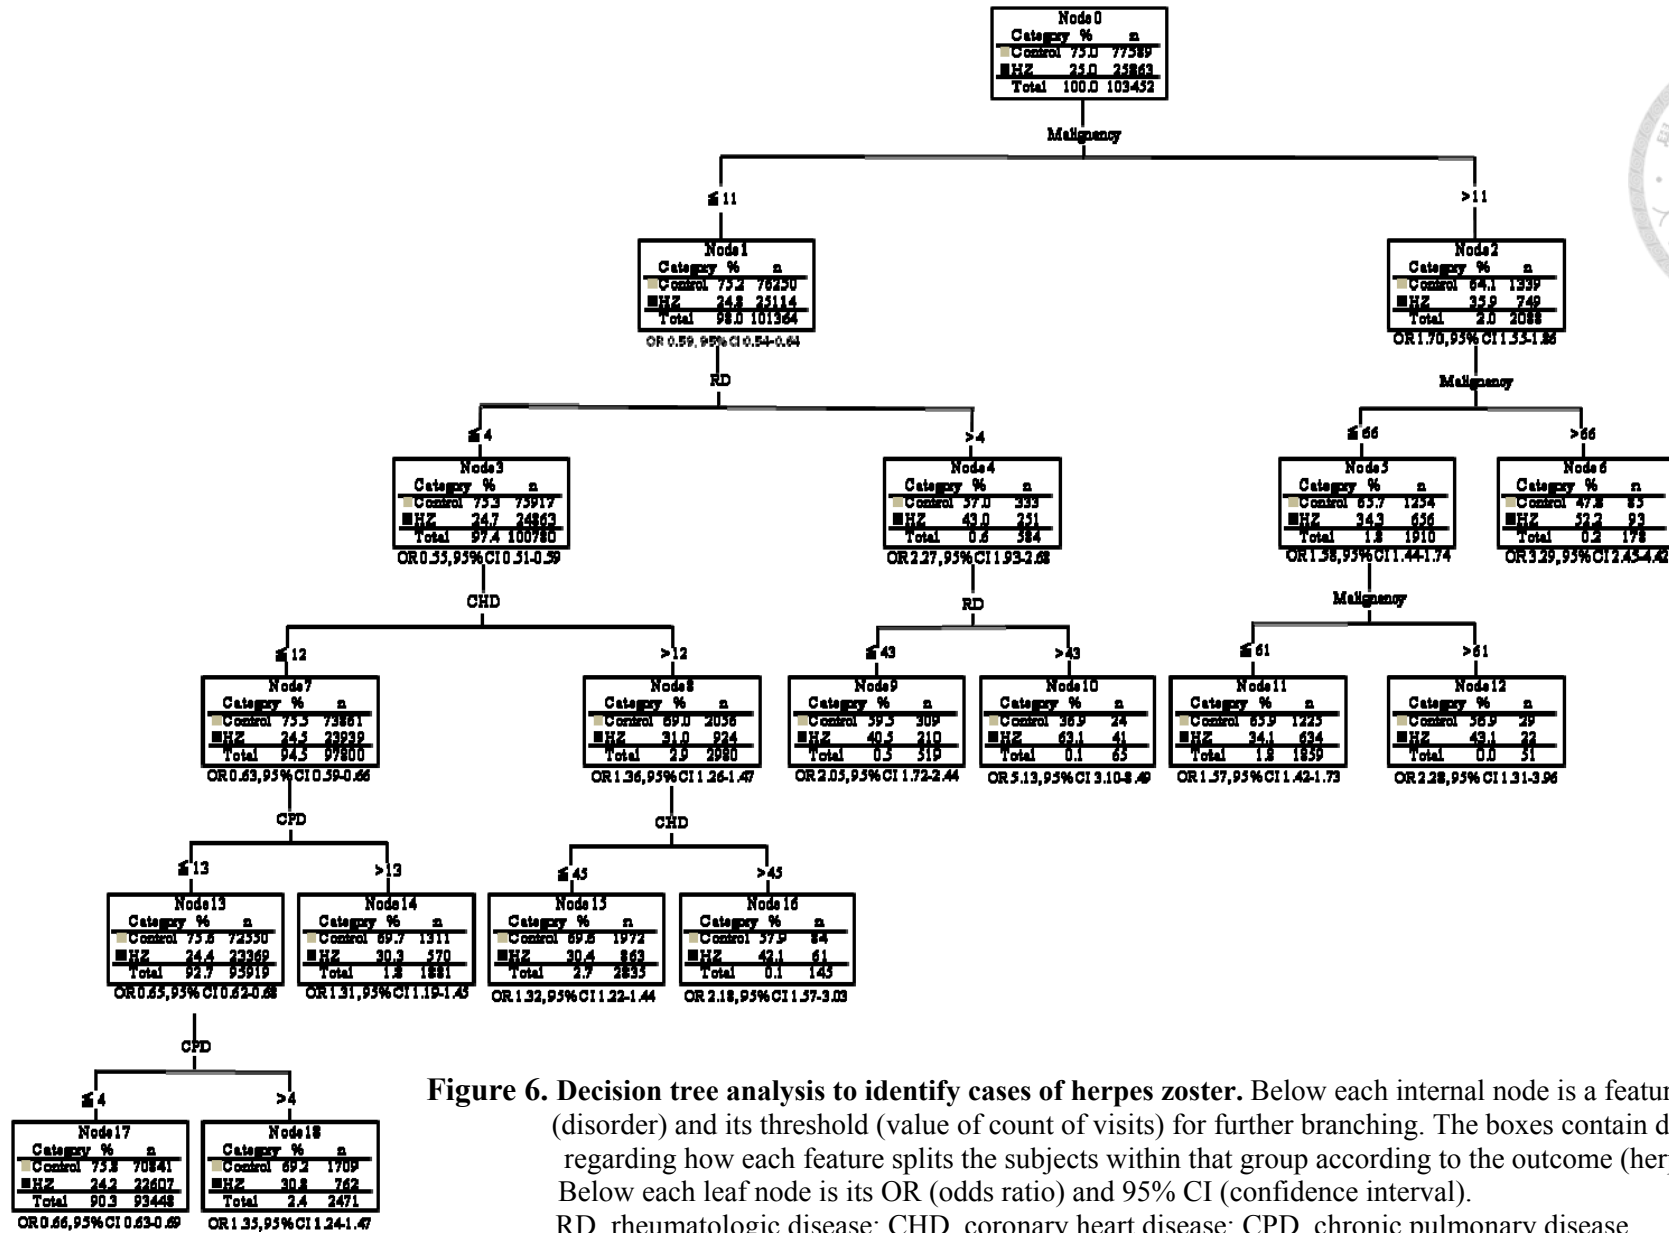 Node 0
Category % n
Control 75.0 77589
HZ 25.0 25863
Total 100.0 103452
Malignancy
≦ 11
>11
Node 1
Category % n
Control 75.2 76250
HZ 24.8 25114
Total 98.0 101364
OR 0.59, 95% CI 0.54-0.64
Node 2
Category % n
Control 64.1 1339
HZ 35.9 749
Total 2.0 2088
OR 1.70, 95% CI 1.55-1.86
RD
Malignancy
≦ 4
>4
≦ 66
>66
Node 3
Category % n
Control 75.3 75917
HZ 24.7 24863
Total 97.4 100780
OR 0.55, 95% CI 0.51-0.59
Node 4
Category % n
Control 57.0 333
HZ 43.0 251
Total 0.6 584
OR 2.27, 95% CI 1.93-2.68
Node 5
Category % n
Control 65.7 1254
HZ 34.3 656
Total 1.8 1910
OR 1.58, 95% CI 1.44-1.74
Node 6
Category % n
Control 47.8 85
HZ 52.2 93
Total 0.2 178
OR 3.29, 95% CI 2.45-4.42
CHD
RD
Malignancy
≦ 12
>12
≦ 43
>43
≦ 61
>61
Node 7
Category % n
Control 75.5 73861
HZ 24.5 23939
Total 94.5 97800
OR 0.63, 95% CI 0.59-0.66
Node 8
Category % n
Control 69.0 2056
HZ 31.0 924
Total 2.9 2980
OR 1.36, 95% CI 1.26-1.47
Node 9
Category % n
Control 59.5 309
HZ 40.5 210
Total 0.5 519
OR 2.05, 95% CI 1.72-2.44
Node 10
Category % n
Control 36.9 24
HZ 63.1 41
Total 0.1 65
OR 5.13, 95% CI 3.10-8.49
Node 11
Category % n
Control 65.9 1225
HZ 34.1 634
Total 1.8 1859
OR 1.57, 95% CI 1.42-1.73
Node 12
Category % n
Control 56.9 29
HZ 43.1 22
Total 0.0 51
OR 2.28, 95% CI 1.31-3.96
CPD
CHD
≦ 13
>13
≦ 45
>45
Node 13
Category % n
Control 75.6 72550
HZ 24.4 23369
Total 92.7 95919
OR 0.65, 95% CI 0.62-0.68
Node 14
Category % n
Control 69.7 1311
HZ 30.3 570
Total 1.8 1881
OR 1.31, 95% CI 1.19-1.45
Node 15
Category % n
Control 69.6 1972
HZ 30.4 863
Total 2.7 2835
OR 1.32, 95% CI 1.22-1.44
Node 16
Category % n
Control 57.9 84
HZ 42.1 61
Total 0.1 145
OR 2.18, 95% CI 1.57-3.03
CPD
≦ 4
>4
Node 17
Category % n
Control 75.8 70841
HZ 24.2 22607
Total 90.3 93448
OR 0.66, 95% CI 0.63-0.69
Node 18
Category % n
Control 69.2 1709
HZ 30.8 762
Total 2.4 2471
OR 1.35, 95% CI 1.24-1.47
Figure 6. Decision tree analysis to identify cases of herpes zoster. Below each internal node is a featur
(disorder) and its threshold (value of count of visits) for further branching. The boxes contain d
regarding how each feature splits the subjects within that group according to the outcome (herp
Below each leaf node is its OR (odds ratio) and 95% CI (confidence interval).
RD, rheumatologic disease; CHD, coronary heart disease; CPD, chronic pulmonary disease